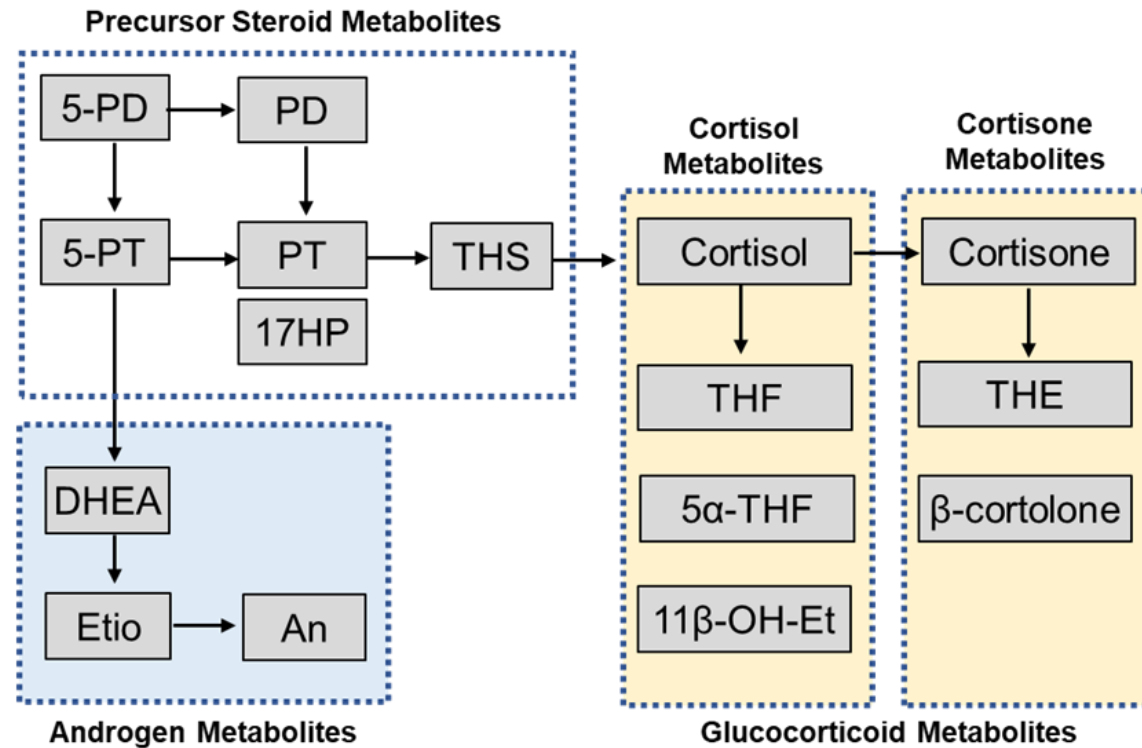 Precursor Steroid Metabolites
5-PD
PD
5-PT
PT
THS
17HP
Cortisol
Metabolites
Cortisol
THF
5α-THF
11β-OH-Et
Cortisone
Metabolites
Cortisone
THE
β-cortolone
DHEA
Etio
An
Androgen Metabolites
Glucocorticoid Metabolites